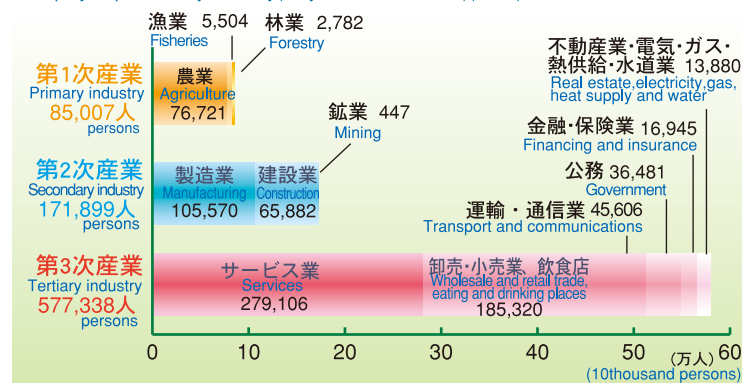 漁業 5,504
Fisheries
林業 2,782
Forestry
不動産業・電気・ガス・
熱供給・水道業 13,880
Real estate,electricity,gas,
heat supply and water
第1次産業
Primary industry
85,007人
persons
農業
Agriculture
76,721
鉱業 447
Mining
金融・保険業 16,945
Financing and insurance
公務 36,481
Government
運輸・通信業 45,606
Transport and communications
第2次産業
Secondary industry
171,899人
persons
製造業
Manufacturing
105,570
建設業
Construction
65,882
第3次産業
Tertiary industry
577,338人
persons
サービス業
Services
279,106
卸売・小売業、飲食店
Wholesale and retail trade,
eating and drinking places
185,320
0 10 20 30 40 50 (万人) 60
(10thousand persons)